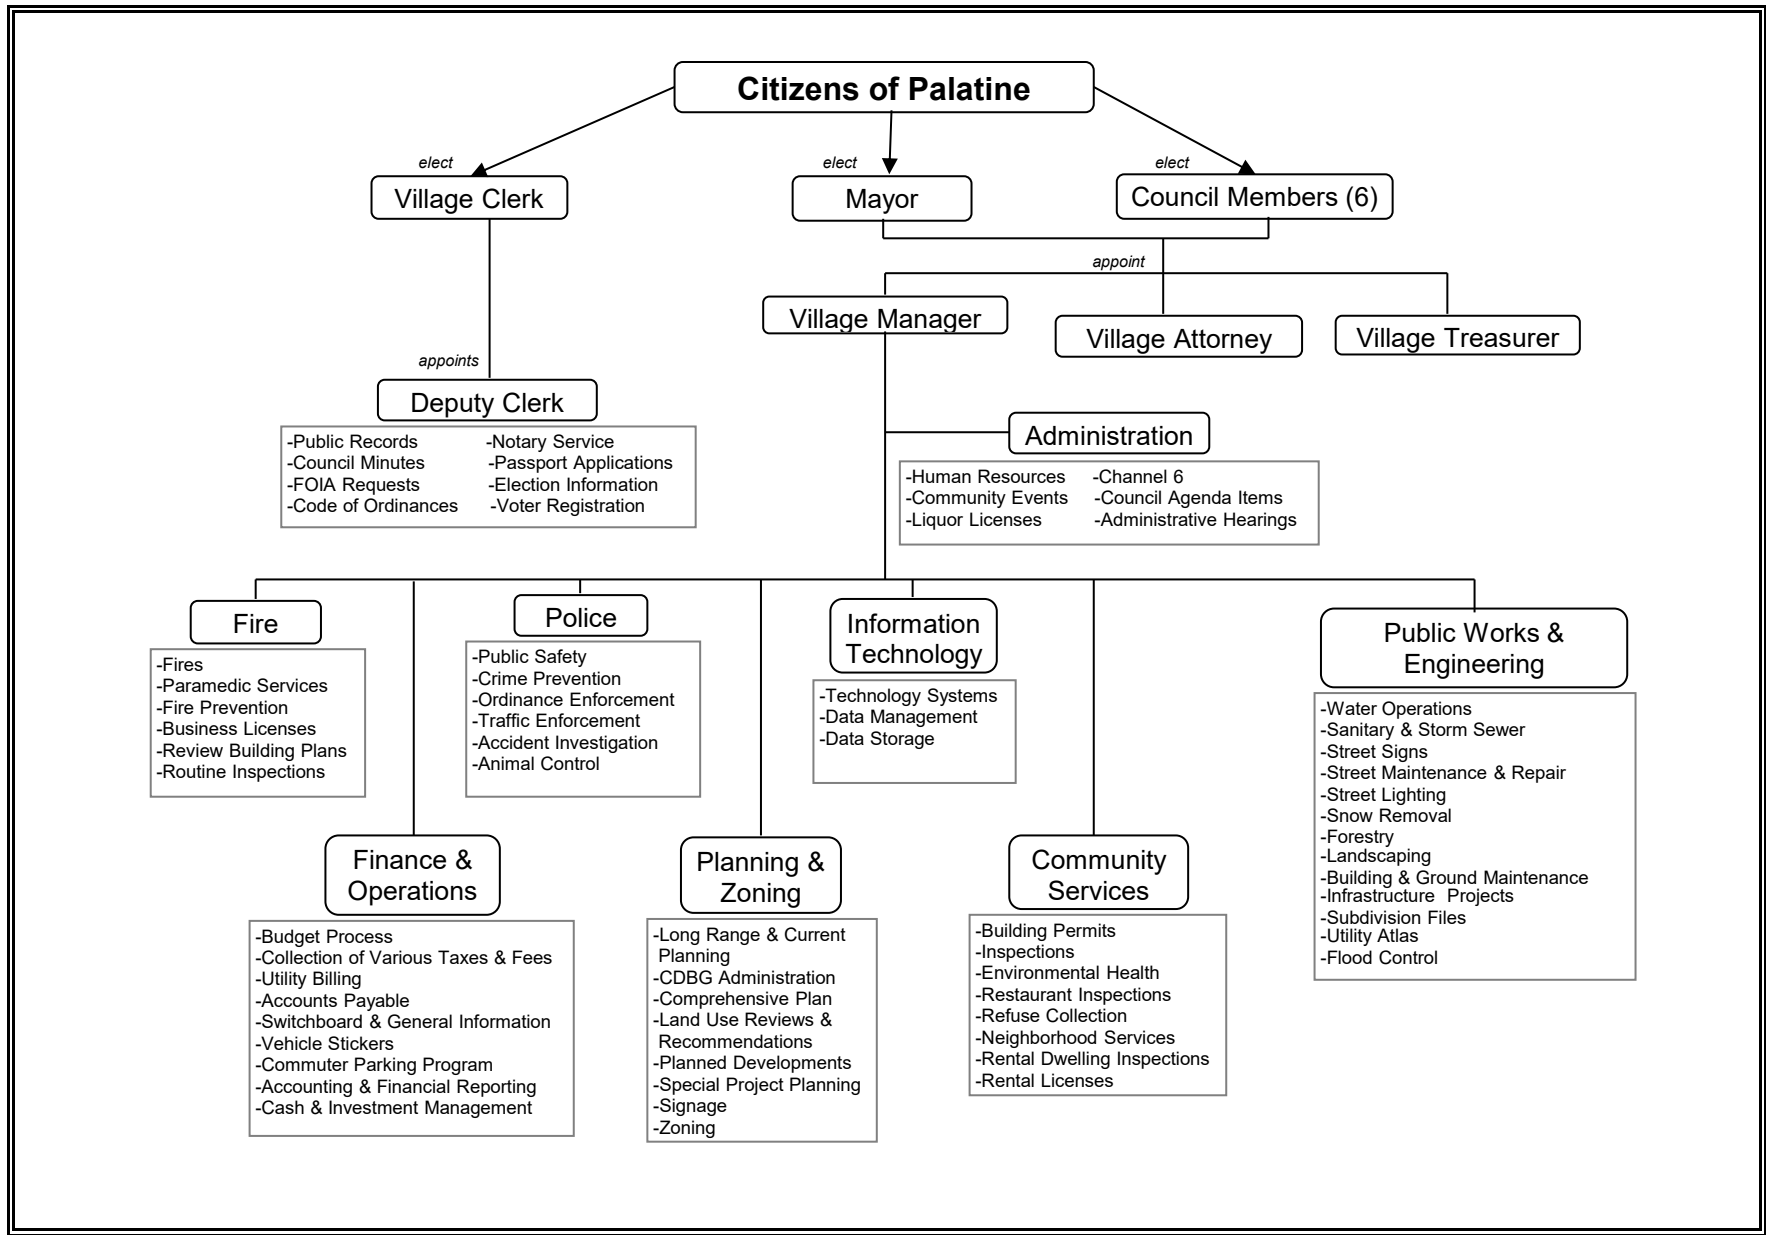 Citizens of Palatine
elect
elect
elect
Village Clerk
Mayor
Council Members (6)
appoint
Village Manager
Village Attorney
Village Treasurer
appoints
Deputy Clerk
-Public Records -Notary Service
-Council Minutes -Passport Applications
-FOIA Requests -Election Information
-Code of Ordinances -Voter Registration
Administration
-Human Resources -Channel 6
-Community Events -Council Agenda Items
-Liquor Licenses -Administrative Hearings
Fire
-Fires
-Paramedic Services
-Fire Prevention
-Business Licenses
-Review Building Plans
-Routine Inspections
Police
-Public Safety
-Crime Prevention
-Ordinance Enforcement
-Traffic Enforcement
-Accident Investigation
-Animal Control
Information
Technology
-Technology Systems
-Data Management
-Data Storage
Public Works &
Engineering
-Water Operations
-Sanitary & Storm Sewer
-Street Signs
-Street Maintenance & Repair
-Street Lighting
-Snow Removal
-Forestry
-Landscaping
-Building & Ground Maintenance
-Infrastructure Projects
-Subdivision Files
-Utility Atlas
-Flood Control
Finance &
Operations
-Budget Process
-Collection of Various Taxes & Fees
-Utility Billing
-Accounts Payable
-Switchboard & General Information
-Vehicle Stickers
-Commuter Parking Program
-Accounting & Financial Reporting
-Cash & Investment Management
Planning &
Zoning
-Long Range & Current
Planning
-CDBG Administration
-Comprehensive Plan
-Land Use Reviews &
Recommendations
-Planned Developments
-Special Project Planning
-Signage
-Zoning
Community
Services
-Building Permits
-Inspections
-Environmental Health
-Restaurant Inspections
-Refuse Collection
-Neighborhood Services
-Rental Dwelling Inspections
-Rental Licenses